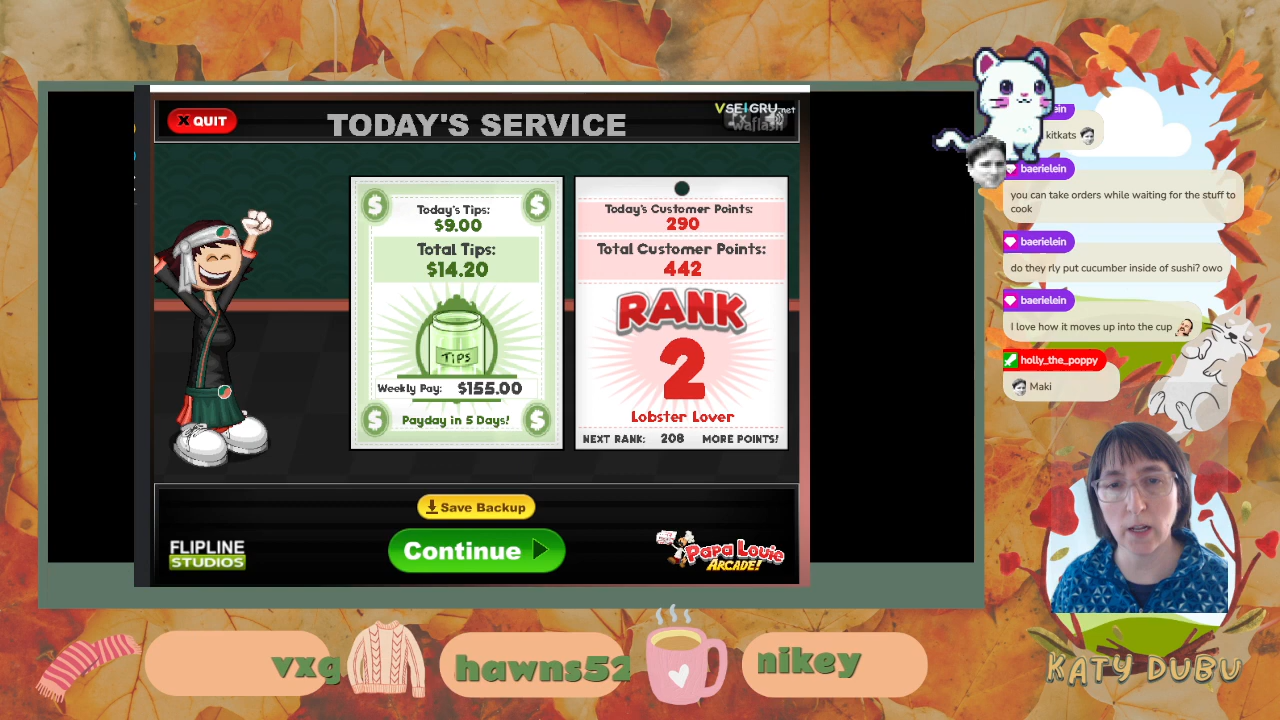 X QUIT
TODAY'S SERVICE
VSEIGRU.net
waflash
Today's Tips:
$9.00
Total Tips:
$14.20
TIPS
Weekly Pay: $155.00
Payday in 5 Days!
$
$
$
$
Today's Customer Points:
290
Total Customer Points:
442
RANK
2
Lobster Lover
NEXT RANK: 208 MORE POINTS!
Save Backup
Continue
FLIPLINE
STUDIOS
Papa Louie
ARCADE!
ein
kitkats
baerielein
you can take orders while waiting for the stuff to
cook
baerielein
do they rly put cucumber inside of sushi? owo
baerielein
I love how it moves up into the cup
holly_the_poppy
Maki
KATY DUBU
vxg
hawns52
nikey